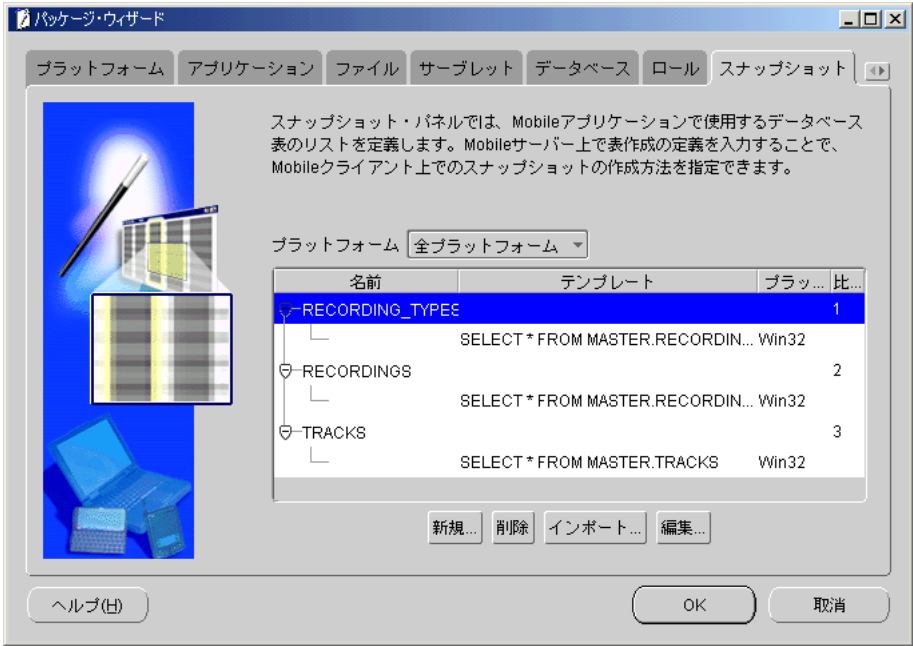 パッケージ・ウィザード
プラットフォーム アプリケーション ファイル サーブレット データベース ロール スナップショット
スナップショット・パネルでは、Mobileアプリケーションで使用するデータベース
表のリストを定義します。Mobileサーバー上で表作成の定義を入力することで、
Mobileクライアント上でのスナップショットの作成方法を指定できます。
プラットフォーム 全プラットフォーム
名前 テンプレート プラッ... 比...
RECORDING_TYPES 1
SELECT * FROM MASTER.RECORDIN... Win32
RECORDINGS 2
SELECT * FROM MASTER.RECORDIN... Win32
TRACKS 3
SELECT * FROM MASTER.TRACKS Win32
新規... 削除 インポート... 編集...
ヘルプ(H) OK 取消